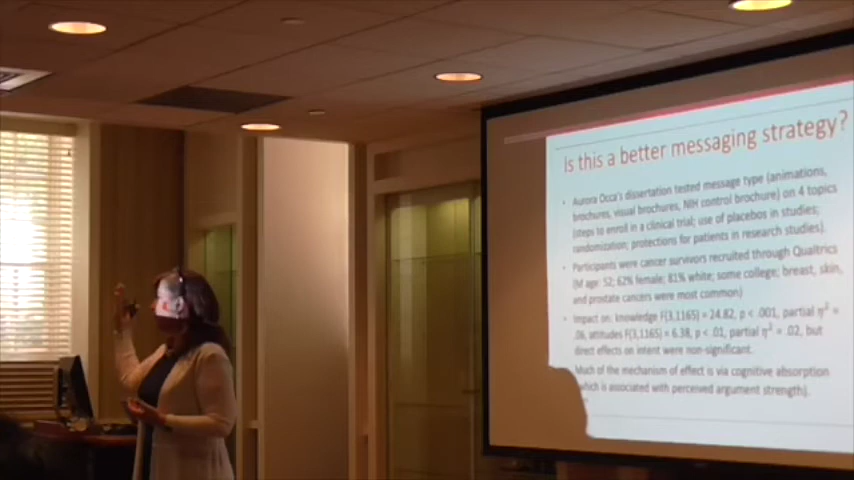 Is this a better messaging strategy?
• Aurora Occa's dissertation tested message type (animations,
brochures, visual brochures, NIH control brochure) on 4 topics
(steps to enroll in a clinical trial; use of placebos in studies;
randomization; protections for patients in research studies).
• Participants were cancer survivors recruited through Qualtrics
(M age: 52; 62% female; 81% white; some college; breast, skin,
and prostate cancers were most common)
• Impact on: knowledge F(3,1165) = 24.82, p < .001, partial η² =
.06, attitudes F(3,1165) = 6.38, p < .01, partial η² = .02, but
direct effects on intent were non-significant.
Much of the mechanism of effect is via cognitive absorption
which is associated with perceived argument strength).